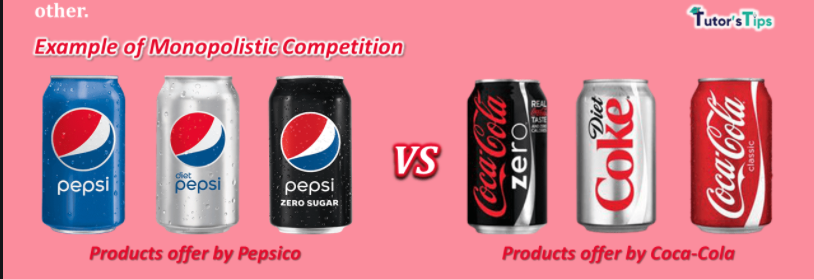 other.
Tutor'sTips
Example of Monopolistic Competition
pepsi
diet
pepsi
pepsi
ZERO SUGAR
vs
Coca-Cola
zero
REAL
TASTE
Diet
Coke
Coca-Cola
classic
Products offer by Pepsico
Products offer by Coca-Cola